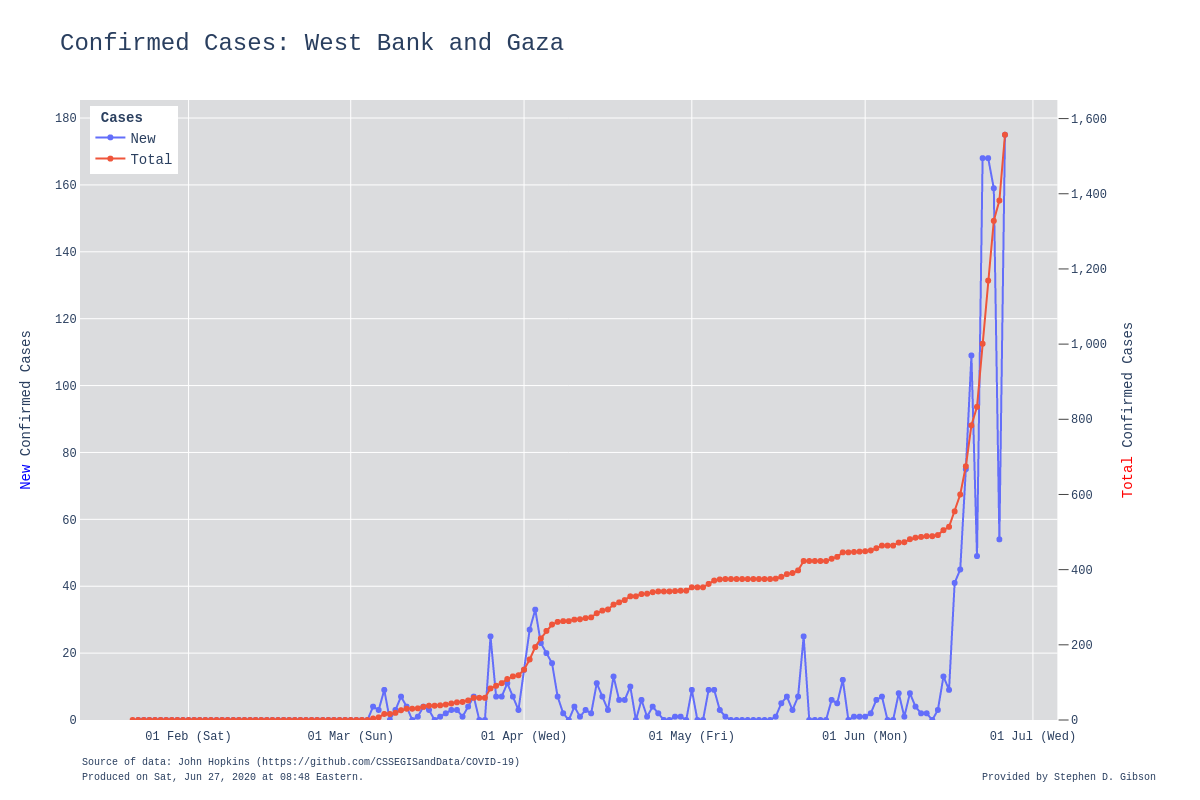 Confirmed Cases: West Bank and Gaza
Cases
New
Total
180
160
140
120
100
80
60
40
20
0
1,600
1,400
1,200
1,000
800
600
400
200
0
New Confirmed Cases
Total Confirmed Cases
01 Feb (Sat)
01 Mar (Sun)
01 Apr (Wed)
01 May (Fri)
01 Jun (Mon)
01 Jul (Wed)
Source of data: John Hopkins (https://github.com/CSSEGISandData/COVID-19)
Produced on Sat, Jun 27, 2020 at 08:48 Eastern.
Provided by Stephen D. Gibson